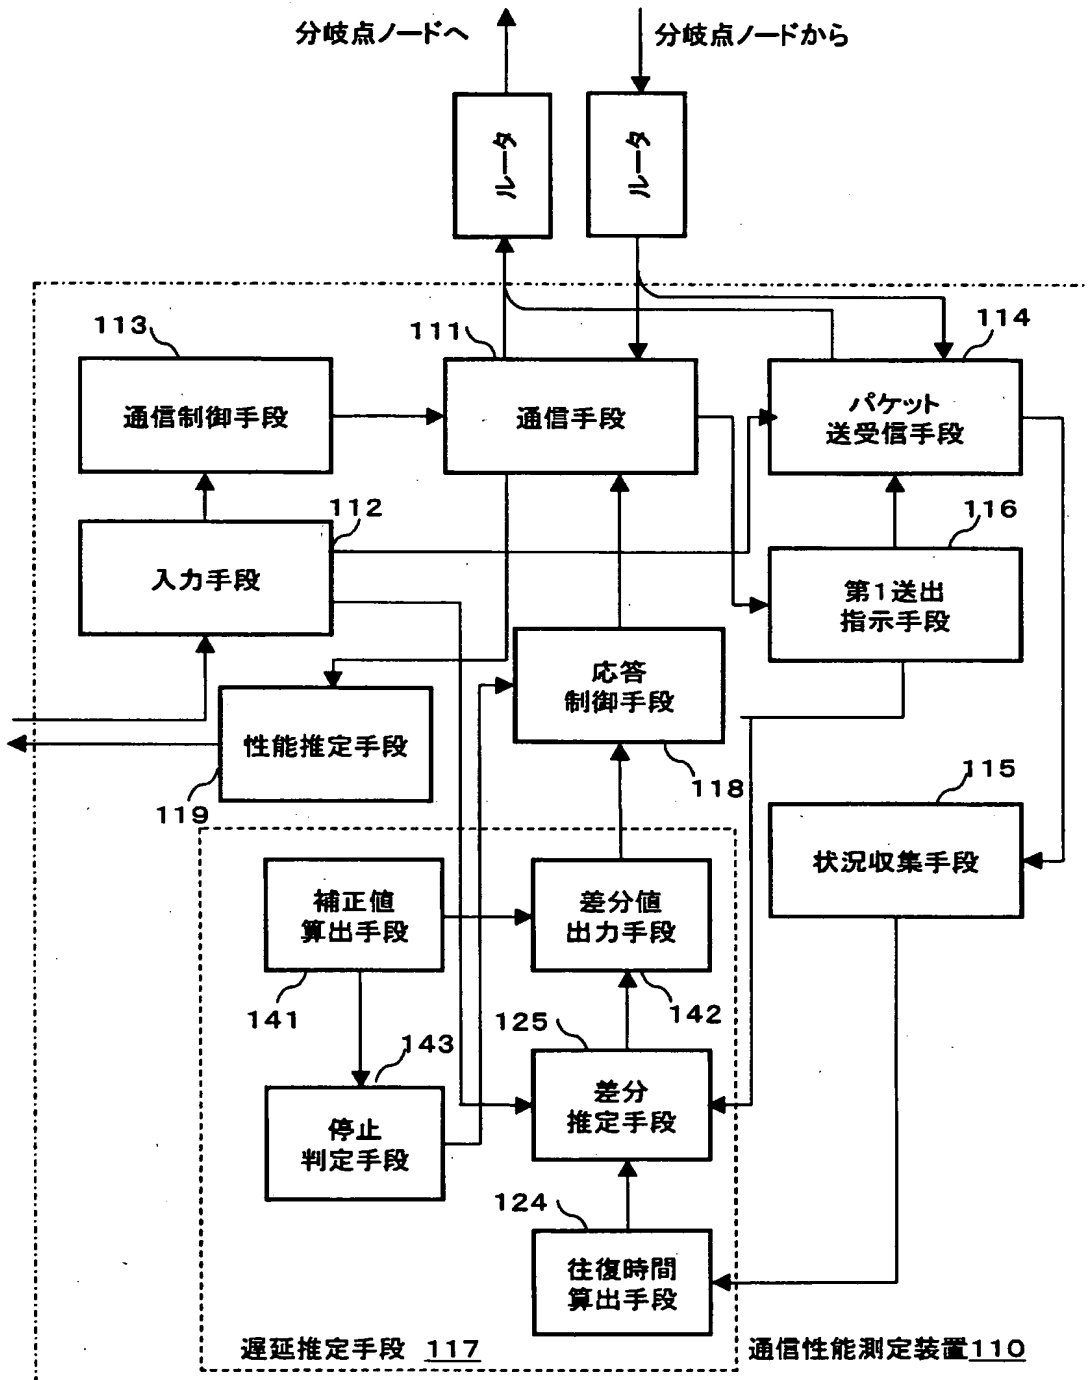 分岐点ノードへ
分岐点ノードから
ルータ
ルータ
113
111
114
通信制御手段
通信手段
パケット
送受信手段
112
116
入力手段
第1送出
指示手段
応答
制御手段
性能推定手段
118
119
115
状況収集手段
補正値
算出手段
差分値
出力手段
141
142
143
125
停止
判定手段
差分
推定手段
124
往復時間
算出手段
遅延推定手段 117
通信性能測定装置110